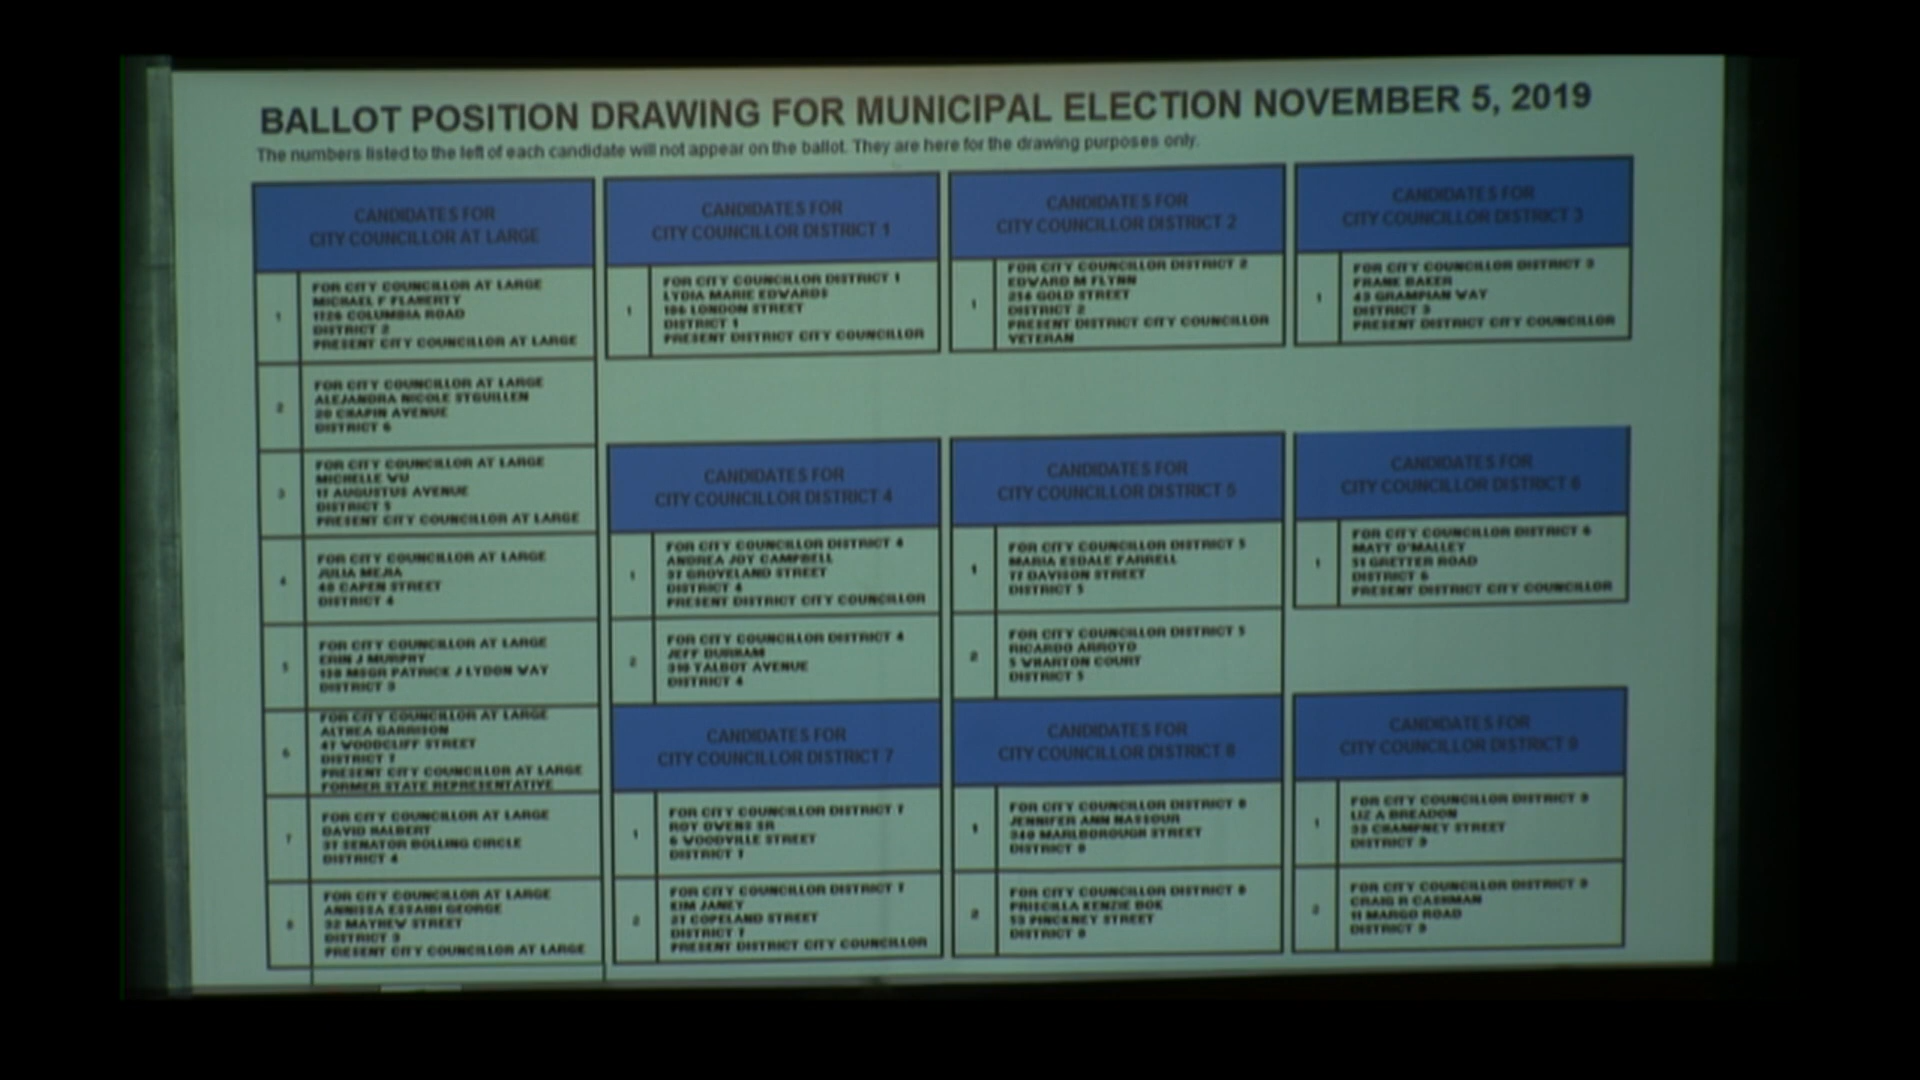 BALLOT POSITION DRAWING FOR MUNICIPAL ELECTION NOVEMBER 5, 2019
The numbers listed to the left of each candidate will not appear on the ballot. They are here for the drawing purposes only.
CANDIDATES FOR
CITY COUNCILLOR AT LARGE
1
FOR CITY COUNCILLOR AT LARGE
MICHAEL F FLAHERTY
1726 COLUMBIA ROAD
DISTRICT 2
PRESENT CITY COUNCILLOR AT LARGE
2
FOR CITY COUNCILLOR AT LARGE
ALEJANDRA NICOLE STGUILLEN
20 CHAPIN AVENUE
DISTRICT 6
3
FOR CITY COUNCILLOR AT LARGE
MICHELLE WU
17 AUGUSTUS AVENUE
DISTRICT 5
PRESENT CITY COUNCILLOR AT LARGE
4
FOR CITY COUNCILLOR AT LARGE
JULIA MEJIA
40 CAPEN STREET
DISTRICT 4
5
FOR CITY COUNCILLOR AT LARGE
ERIN J MURPHY
MSGR PATRICK J LYDON WAY
DISTRICT 3
6
FOR CITY COUNCILLOR AT LARGE
ALTHEA GARRISON
47 WOODCLIFF STREET
DISTRICT 7
PRESENT CITY COUNCILLOR AT LARGE
FORMER STATE REPRESENTATIVE
7
FOR CITY COUNCILLOR AT LARGE
DAVID HALBERT
37 SENATOR BOLLING CIRCLE
DISTRICT 4
8
FOR CITY COUNCILLOR AT LARGE
ANNISSA ESSAIBI GEORGE
32 MAYHEW STREET
DISTRICT 3
PRESENT CITY COUNCILLOR AT LARGE
CANDIDATES FOR
CITY COUNCILLOR DISTRICT 1
1
FOR CITY COUNCILLOR DISTRICT 1
LYDIA MARIE EDWARDS
LONDON STREET
DISTRICT 1
PRESENT DISTRICT CITY COUNCILLOR
CANDIDATES FOR
CITY COUNCILLOR DISTRICT 2
1
FOR CITY COUNCILLOR DISTRICT 2
EDWARD M FLYNN
GOLD STREET
DISTRICT 2
PRESENT DISTRICT CITY COUNCILLOR
VETERAN
CANDIDATES FOR
CITY COUNCILLOR DISTRICT 3
1
FOR CITY COUNCILLOR DISTRICT 3
FRANK BAKER
43 GRAMPIAN WAY
DISTRICT 3
PRESENT DISTRICT CITY COUNCILLOR
CANDIDATES FOR
CITY COUNCILLOR DISTRICT 4
1
FOR CITY COUNCILLOR DISTRICT 4
ANDREA JOY CAMPBELL
37 GROVELAND STREET
DISTRICT 4
PRESENT DISTRICT CITY COUNCILLOR
2
FOR CITY COUNCILLOR DISTRICT 4
JEFF DURHAM
TALBOT AVENUE
DISTRICT 4
CANDIDATES FOR
CITY COUNCILLOR DISTRICT 5
1
FOR CITY COUNCILLOR DISTRICT 5
MARIA ESDALE FARRELL
77 DAVISON STREET
DISTRICT 5
2
FOR CITY COUNCILLOR DISTRICT 5
RICARDO ARROYO
5 WHARTON COURT
DISTRICT 5
CANDIDATES FOR
CITY COUNCILLOR DISTRICT 6
1
FOR CITY COUNCILLOR DISTRICT 6
MATT O'MALLEY
GRETTER ROAD
DISTRICT 6
PRESENT DISTRICT CITY COUNCILLOR
CANDIDATES FOR
CITY COUNCILLOR DISTRICT 7
1
FOR CITY COUNCILLOR DISTRICT 7
ROY OWENS SR
6 WOODVILLE STREET
DISTRICT 7
2
FOR CITY COUNCILLOR DISTRICT 7
KIM JANEY
27 COPELAND STREET
DISTRICT 7
PRESENT DISTRICT CITY COUNCILLOR
CANDIDATES FOR
CITY COUNCILLOR DISTRICT 8
1
FOR CITY COUNCILLOR DISTRICT 8
JENNIFER ANN NASSOUR
MARLBOROUGH STREET
DISTRICT 8
2
FOR CITY COUNCILLOR DISTRICT 8
PRISCILLA KENZIE BOK
PINCKNEY STREET
DISTRICT 8
CANDIDATES FOR
CITY COUNCILLOR DISTRICT 9
1
FOR CITY COUNCILLOR DISTRICT 9
LIZ A BREADON
33 CHAMPNEY STREET
DISTRICT 9
2
FOR CITY COUNCILLOR DISTRICT 9
CRAIG R CASHMAN
11 MARGO ROAD
DISTRICT 9